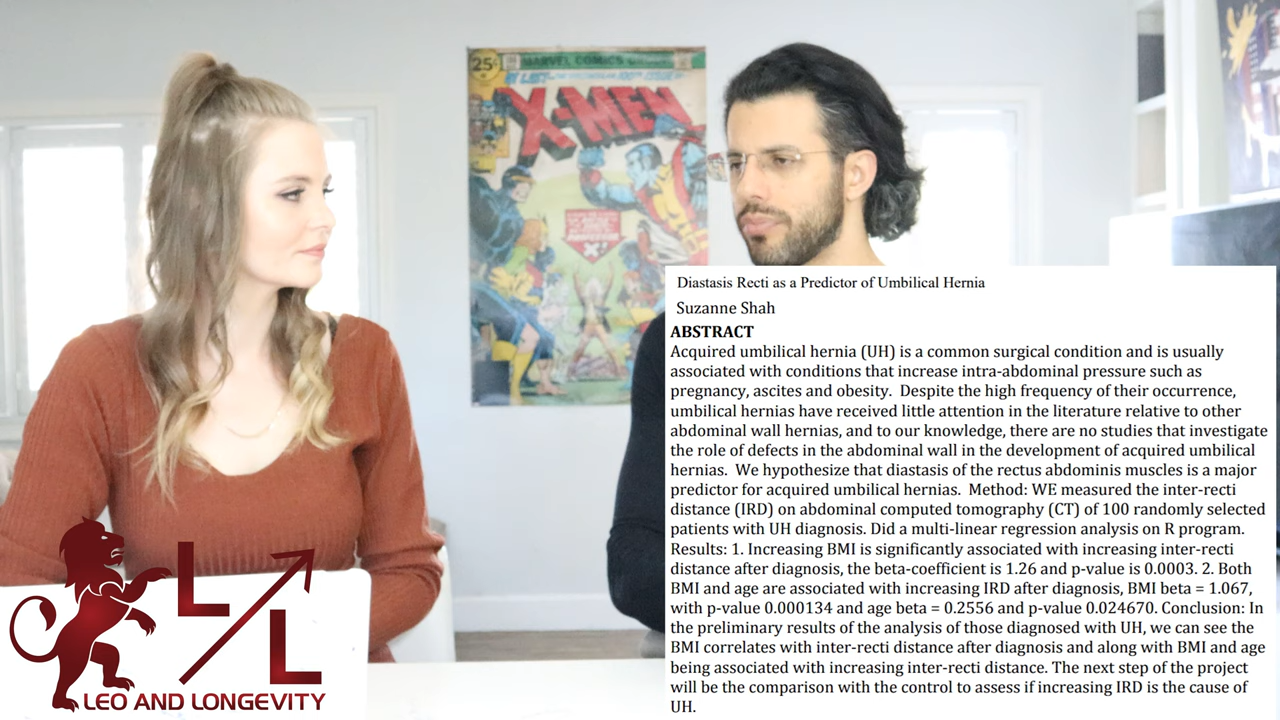 25¢
MARVEL COMICS GROUP
X-MEN
Diastasis Recti as a Predictor of Umbilical Hernia
Suzanne Shah
ABSTRACT
Acquired umbilical hernia (UH) is a common surgical condition and is usually
associated with conditions that increase intra-abdominal pressure such as
pregnancy, ascites and obesity.  Despite the high frequency of their occurrence,
umbilical hernias have received little attention in the literature relative to other
abdominal wall hernias, and to our knowledge, there are no studies that investigate
the role of defects in the abdominal wall in the development of acquired umbilical
hernias.  We hypothesize that diastasis of the rectus abdominis muscles is a major
predictor for acquired umbilical hernias.  Method: WE measured the inter-recti
distance (IRD) on abdominal computed tomography (CT) of 100 randomly selected
patients with UH diagnosis. Did a multi-linear regression analysis on R program.
Results: 1. Increasing BMI is significantly associated with increasing inter-recti
distance after diagnosis, the beta-coefficient is 1.26 and p-value is 0.0003. 2. Both
BMI and age are associated with increasing IRD after diagnosis, BMI beta = 1.067,
with p-value 0.000134 and age beta = 0.2556 and p-value 0.024670. Conclusion: In
the preliminary results of the analysis of those diagnosed with UH, we can see the
BMI correlates with inter-recti distance after diagnosis and along with BMI and age
being associated with increasing inter-recti distance. The next step of the project
will be the comparison with the control to assess if increasing IRD is the cause of
UH.
L/L
LEO AND LONGEVITY